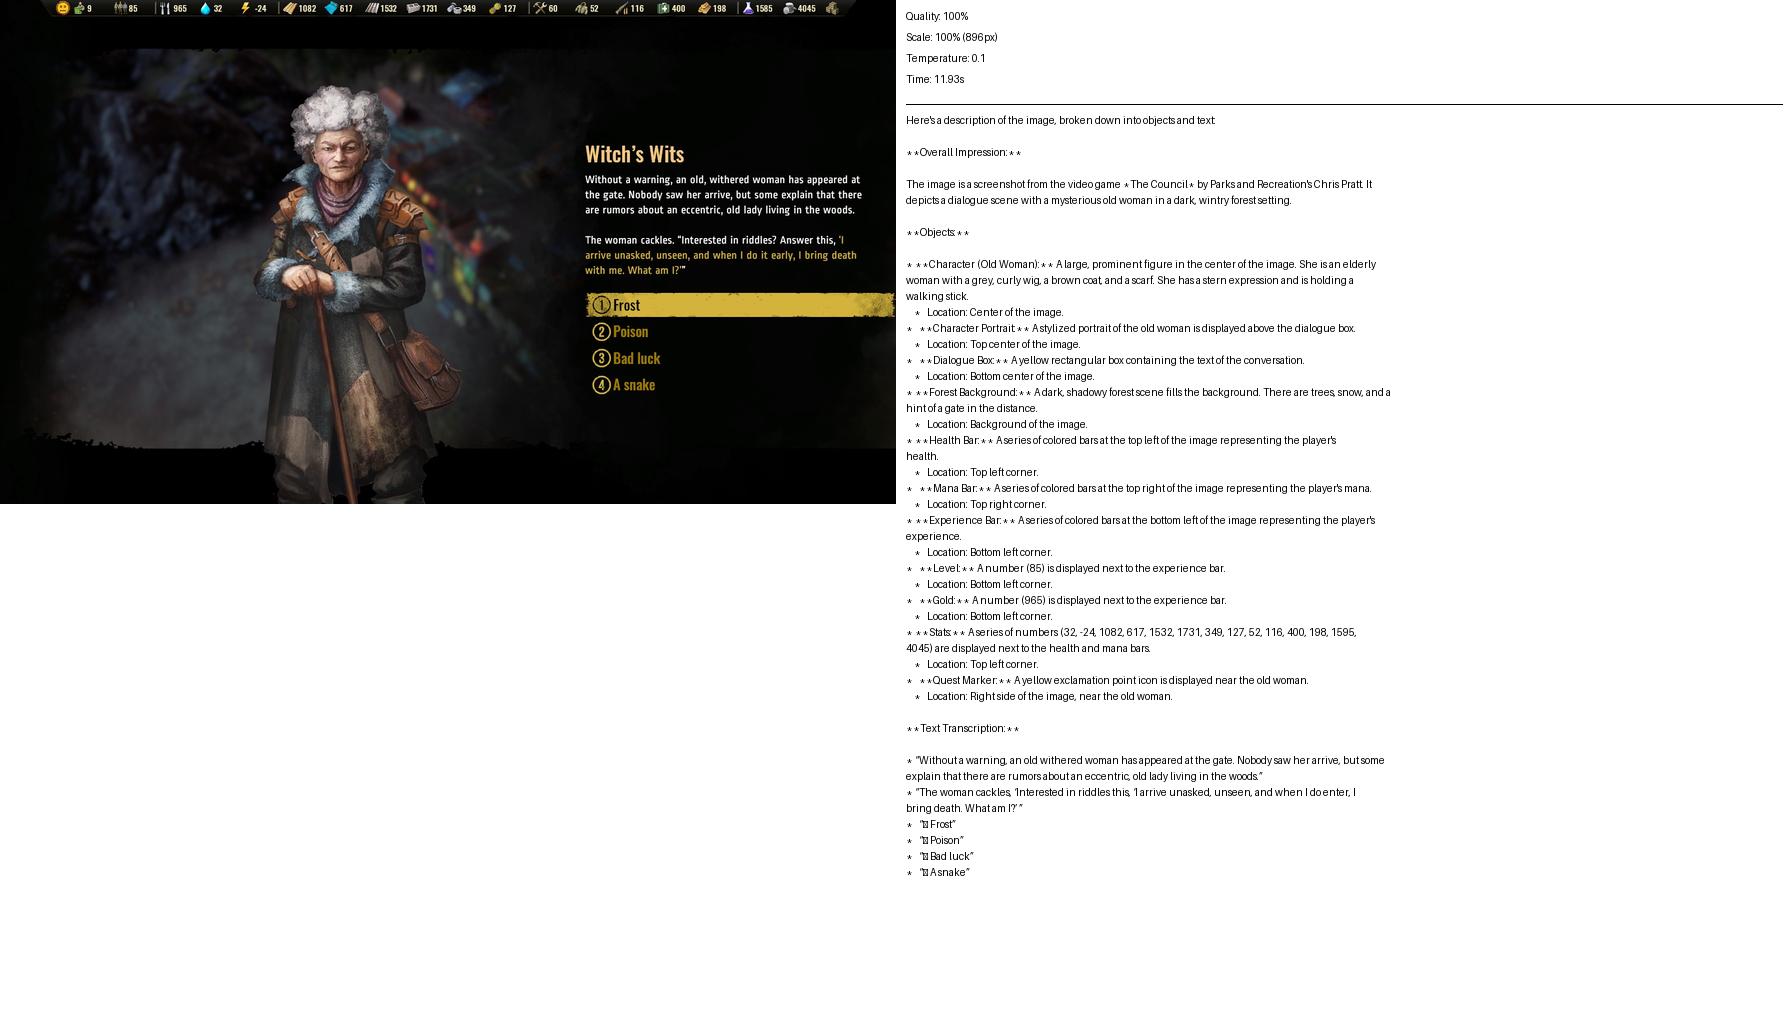 9 85 965 32 -24 1082 617 1532 1731 349 127 60 52 116 400 198 1585 4045
Witch's Wits
Without a warning, an old, withered woman has appeared at
the gate. Nobody saw her arrive, but some explain that there
are rumors about an eccentric, old lady living in the woods.
The woman cackles. "Interested in riddles? Answer this, 'I
arrive unasked, unseen, and when I do it early, I bring death
with me. What am I?'"
1 Frost
2 Poison
3 Bad luck
4 A snake
Quality: 100%
Scale: 100% (896px)
Temperature: 0.1
Time: 11.93s
Here's a description of the image, broken down into objects and text:
**Overall Impression:**
The image is a screenshot from the video game *The Council* by Parks and Recreation's Chris Pratt. It
depicts a dialogue scene with a mysterious old woman in a dark, wintry forest setting.
**Objects:**
* **Character (Old Woman):** A large, prominent figure in the center of the image. She is an elderly
woman with a grey, curly wig, a brown coat, and a scarf. She has a stern expression and is holding a
walking stick.
* Location: Center of the image.
* **Character Portrait:** A stylized portrait of the old woman is displayed above the dialogue box.
* Location: Top center of the image.
* **Dialogue Box:** A yellow rectangular box containing the text of the conversation.
* Location: Bottom center of the image.
* **Forest Background:** A dark, shadowy forest scene fills the background. There are trees, snow, and a
hint of a gate in the distance.
* Location: Background of the image.
* **Health Bar:** A series of colored bars at the top left of the image representing the player's
health.
* Location: Top left corner.
* **Mana Bar:** A series of colored bars at the top right of the image representing the player's mana.
* Location: Top right corner.
* **Experience Bar:** A series of colored bars at the bottom left of the image representing the player's
experience.
* Location: Bottom left corner.
* **Level:** A number (85) is displayed next to the experience bar.
* Location: Bottom left corner.
* **Gold:** A number (965) is displayed next to the experience bar.
* Location: Bottom left corner.
* **Stats:** A series of numbers (32, -24, 1082, 617, 1532, 1731, 349, 127, 52, 116, 400, 198, 1595,
4045) are displayed next to the health and mana bars.
* Location: Top left corner.
* **Quest Marker:** A yellow exclamation point icon is displayed near the old woman.
* Location: Right side of the image, near the old woman.
**Text Transcription:**
* "Without a warning, an old withered woman has appeared at the gate. Nobody saw her arrive, but some
explain that there are rumors about an eccentric, old lady living in the woods."
* "The woman cackles, 'Interested in riddles this, 'I arrive unasked, unseen, and when I do enter, I
bring death. What am I?' "
* "Frost"
* "Poison"
* "Bad luck"
* "A snake"